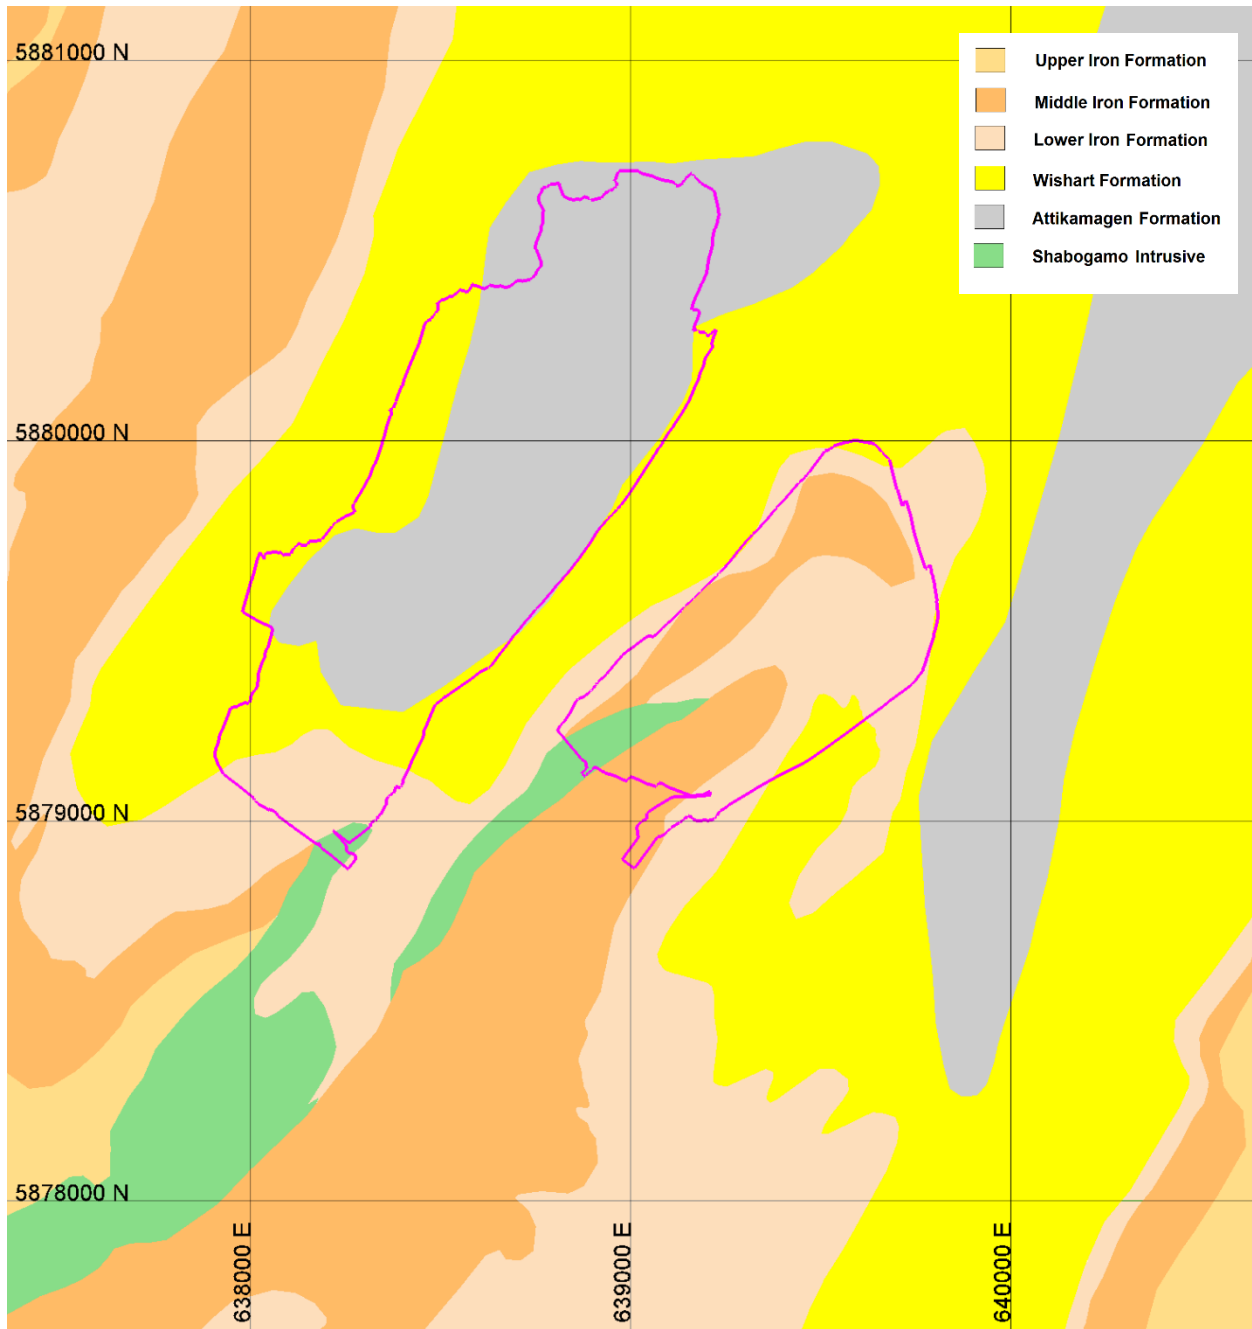 5881000 N
Upper Iron Formation
Middle Iron Formation
Lower Iron Formation
Wishart Formation
Attikamagen Formation
Shabogamo Intrusive
5880000 N
5879000 N
5878000 N
638000 E
639000 E
640000 E